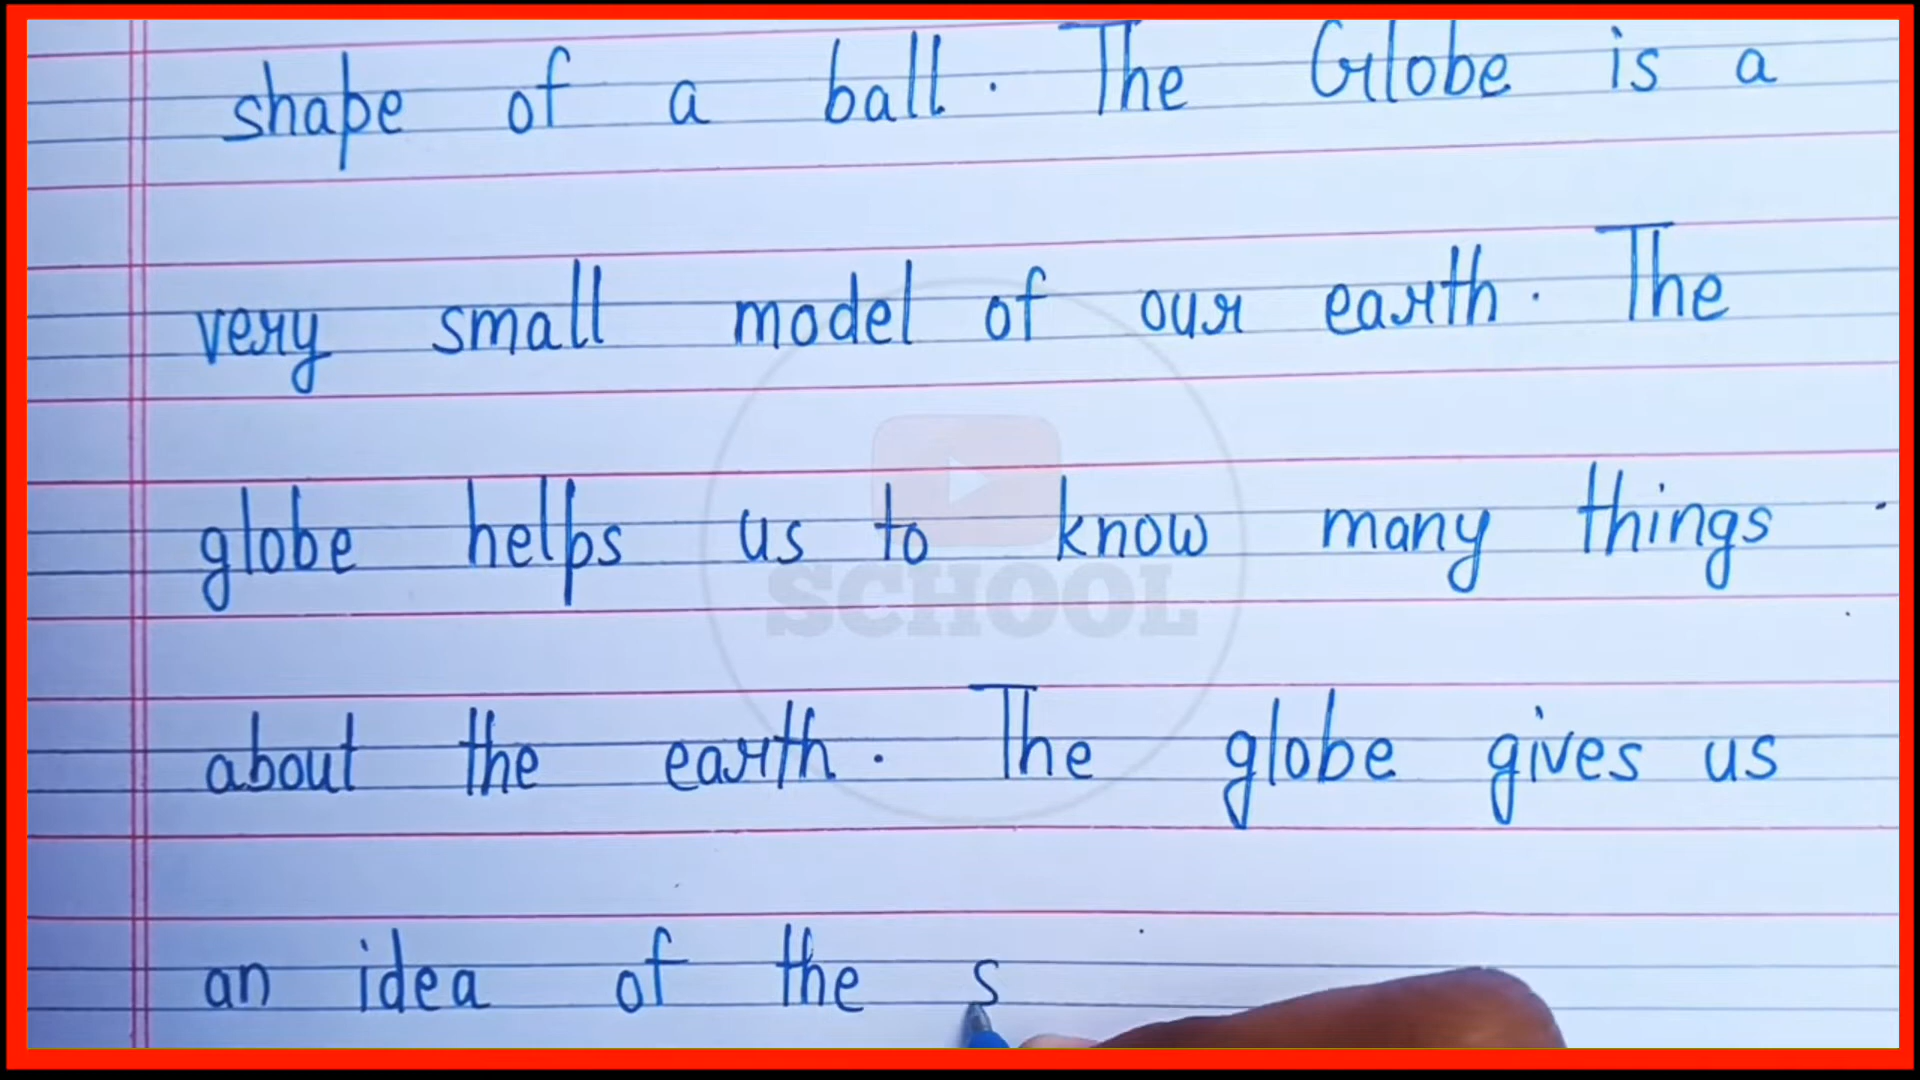 shape of a ball. The Globe is a
very small model of our earth. The
globe helps us to know many things
SCHOOL
about the earth. The globe gives us
an idea of the s